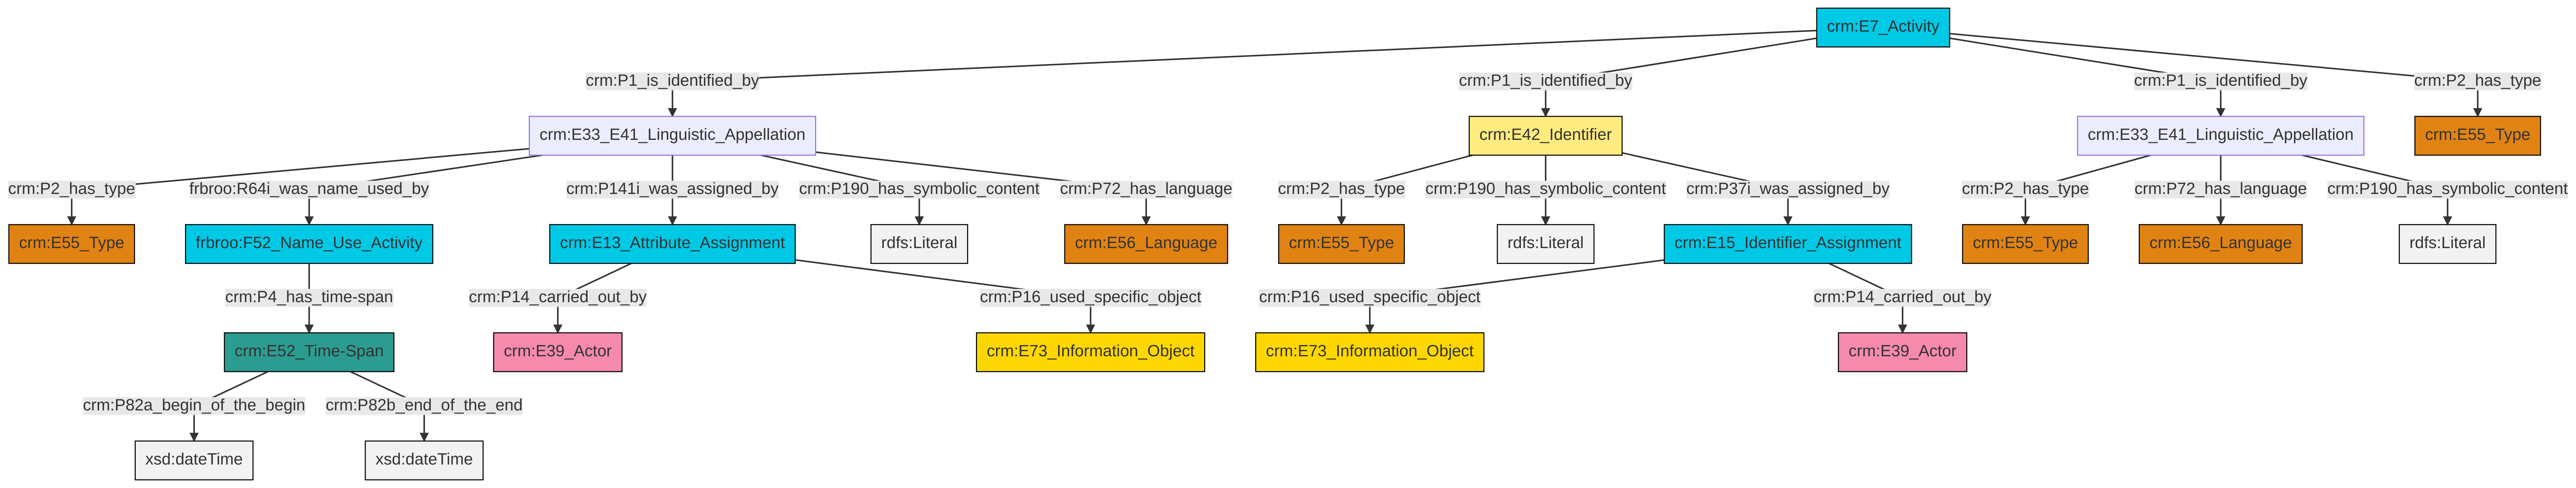 crm:E7_Activity
crm:P1_is_identified_by
crm:P1_is_identified_by
crm:P1_is_identified_by
crm:P2_has_type
crm:E33_E41_Linguistic_Appellation
crm:E42_Identifier
crm:E33_E41_Linguistic_Appellation
crm:E55_Type
crm:P2_has_type
frbroo:R64i_was_name_used_by
crm:P141i_was_assigned_by
crm:P190_has_symbolic_content
crm:P72_has_language
crm:P2_has_type
crm:P190_has_symbolic_content
crm:P37i_was_assigned_by
crm:P2_has_type
crm:P72_has_language
crm:P190_has_symbolic_content
crm:E55_Type
frbroo:F52_Name_Use_Activity
crm:E13_Attribute_Assignment
rdfs:Literal
crm:E56_Language
crm:E55_Type
rdfs:Literal
crm:E15_Identifier_Assignment
crm:E55_Type
crm:E56_Language
rdfs:Literal
crm:P4_has_time-span
crm:P14_carried_out_by
crm:P16_used_specific_object
crm:P16_used_specific_object
crm:P14_carried_out_by
crm:E52_Time-Span
crm:E39_Actor
crm:E73_Information_Object
crm:E73_Information_Object
crm:E39_Actor
crm:P82a_begin_of_the_begin
crm:P82b_end_of_the_end
xsd:dateTime
xsd:dateTime